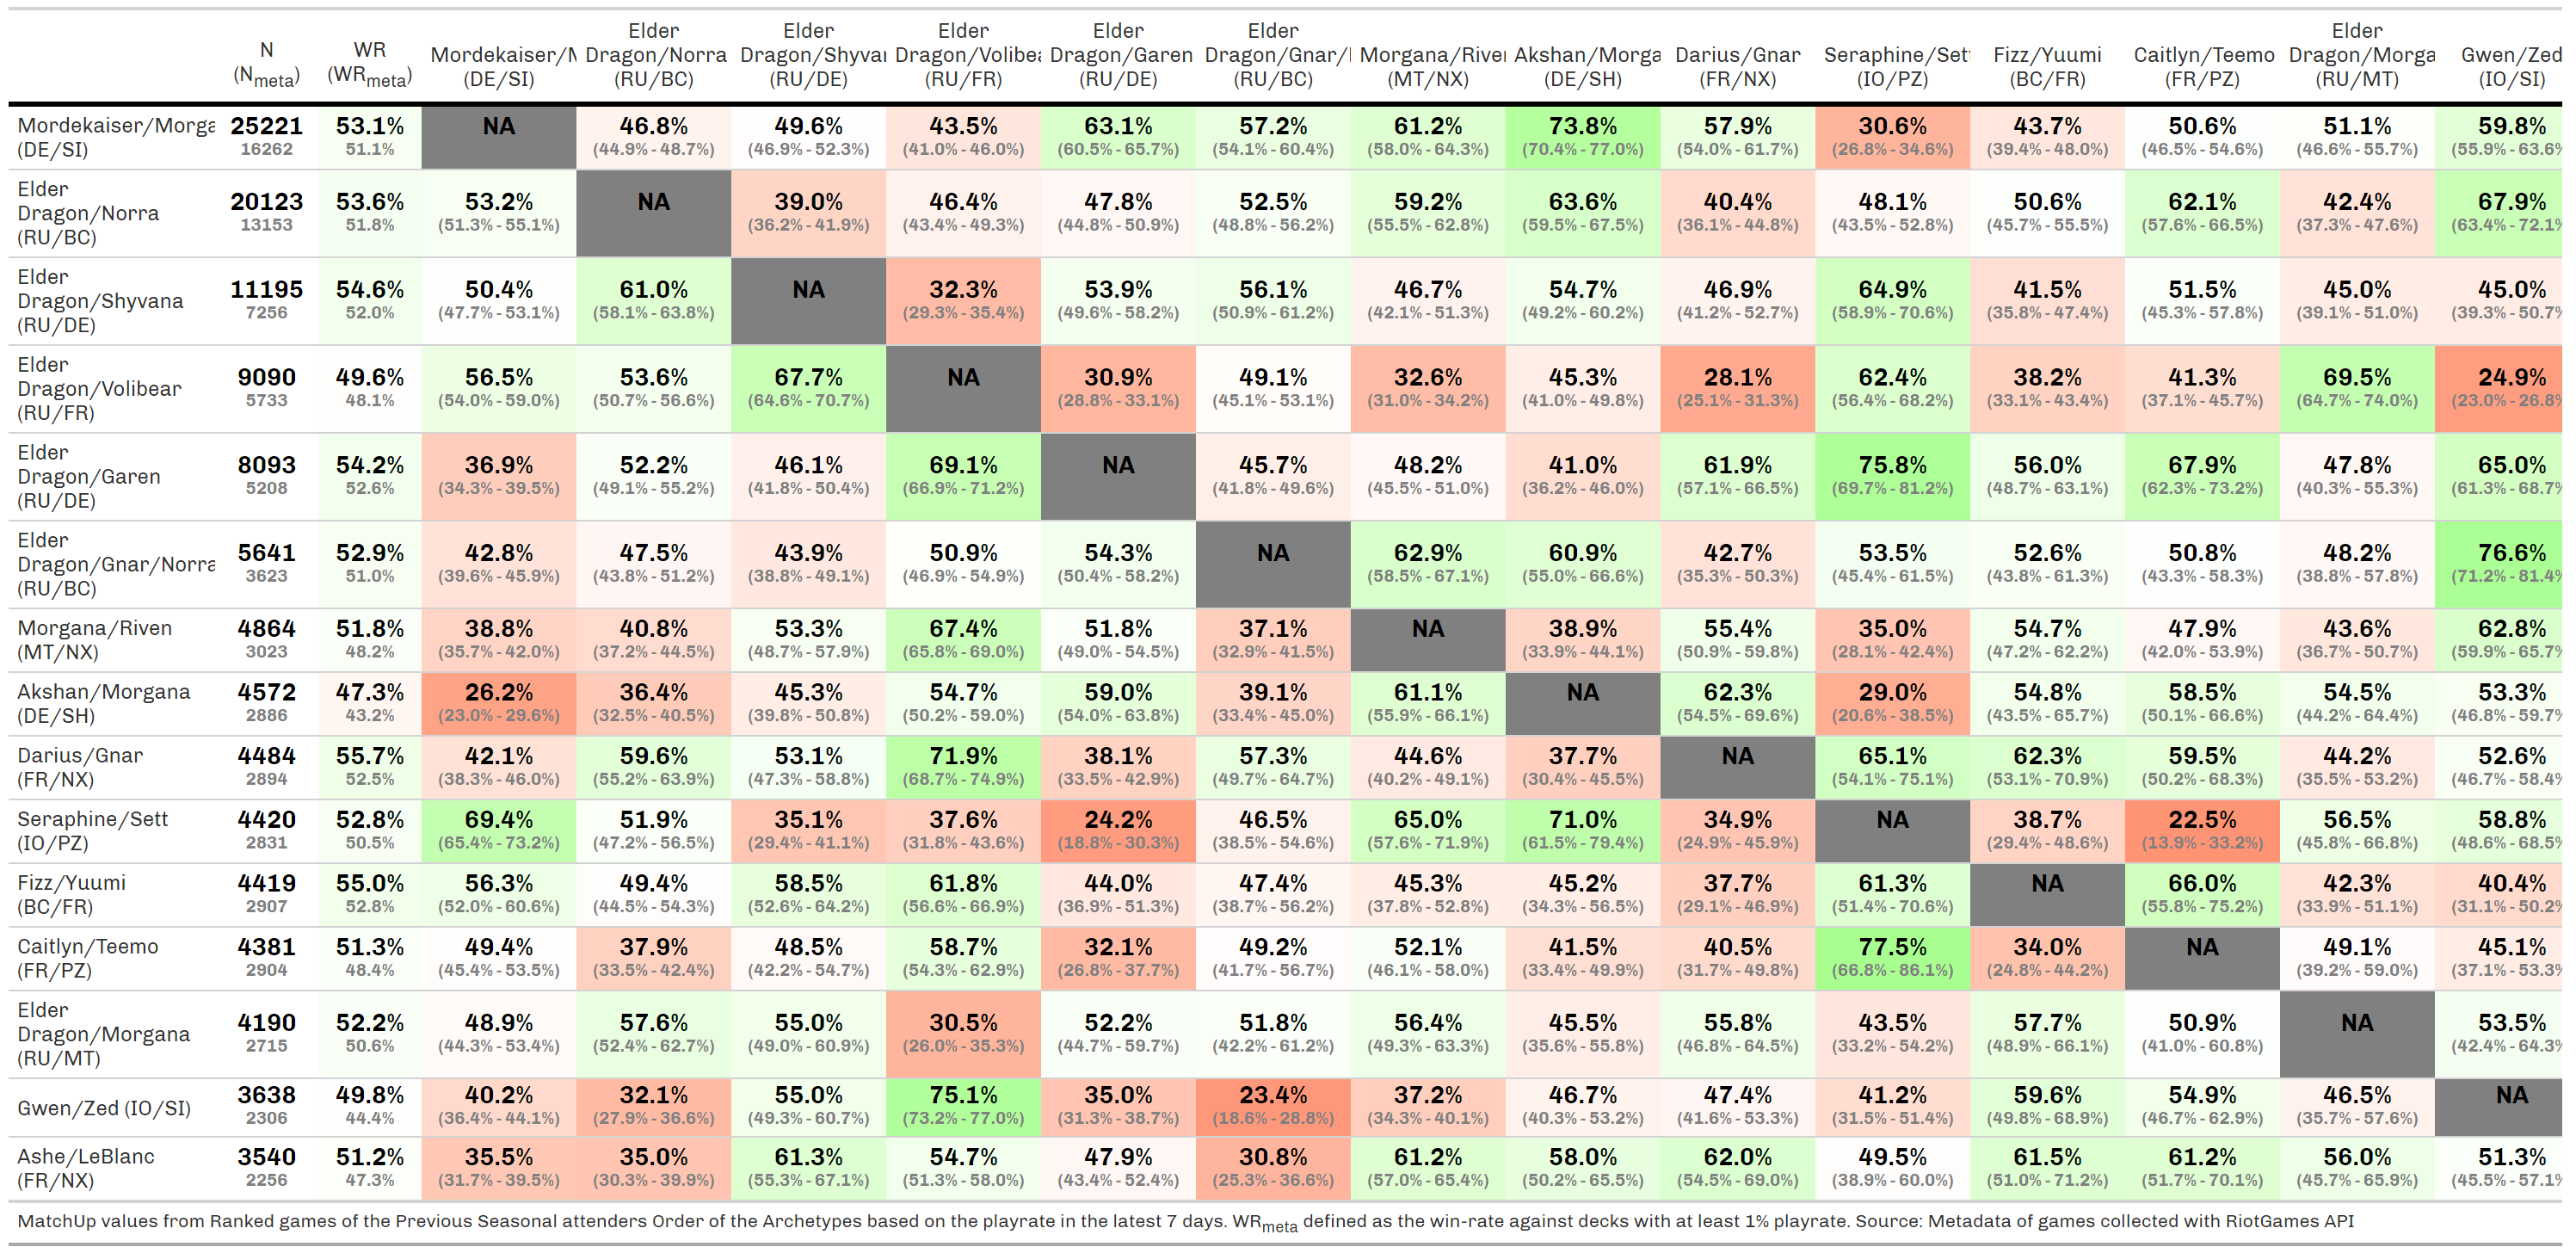 N (N_meta) WR (WR_meta) Mordekaiser/M (DE/SI) Elder Dragon/Norra (RU/BC) Elder Dragon/Shyvar (RU/DE) Elder Dragon/Volibea (RU/FR) Elder Dragon/Garen (RU/DE) Elder Dragon/Gnar/ (RU/BC) Morgana/River (MT/NX) Akshan/Morga (DE/SH) Darius/Gnar (FR/NX) Seraphine/Sett (IO/PZ) Fizz/Yuumi (BC/FR) Caitlyn/Teemo (FR/PZ) Elder Dragon/Morga (RU/MT) Gwen/Zed (IO/SI)
Mordekaiser/Morga 25221 53.1% NA 46.8% 49.6% 43.5% 63.1% 57.2% 61.2% 73.8% 57.9% 30.6% 43.7% 50.6% 51.1% 59.8%
(DE/SI) 16262 51.1% (44.9% - 48.7%) (46.9% - 52.3%) (41.0% - 46.0%) (60.5% - 65.7%) (54.1% - 60.4%) (58.0% - 64.3%) (70.4% - 77.0%) (54.0% - 61.7%) (26.8% - 34.6%) (39.4% - 48.0%) (46.5% - 54.6%) (46.6% - 55.7%) (55.9% - 63.6%
Elder
Dragon/Norra 20123 53.6% 53.2% NA 39.0% 46.4% 47.8% 52.5% 59.2% 63.6% 40.4% 48.1% 50.6% 62.1% 42.4% 67.9%
(RU/BC) 13153 51.8% (51.3% - 55.1%) (36.2% - 41.9%) (43.4% - 49.3%) (44.8% - 50.9%) (48.8% - 56.2%) (55.5% - 62.8%) (59.5% - 67.5%) (36.1% - 44.8%) (43.5% - 52.8%) (45.7% - 55.5%) (57.6% - 66.5%) (37.3% - 47.6%) (63.4% - 72.1%
Elder
Dragon/Shyvana 11195 54.6% 50.4% 61.0% NA 32.3% 53.9% 56.1% 46.7% 54.7% 46.9% 64.9% 41.5% 51.5% 45.0% 45.0%
(RU/DE) 7256 52.0% (47.7% - 53.1%) (58.1% - 63.8%) (29.3% - 35.4%) (49.6% - 58.2%) (50.9% - 61.2%) (42.1% - 51.3%) (49.2% - 60.2%) (41.2% - 52.7%) (58.9% - 70.6%) (35.8% - 47.4%) (45.3% - 57.8%) (39.1% - 51.0%) (39.3% - 50.7%
Elder
Dragon/Volibear 9090 49.6% 56.5% 53.6% 67.7% NA 30.9% 49.1% 32.6% 45.3% 28.1% 62.4% 38.2% 41.3% 69.5% 24.9%
(RU/FR) 5733 48.1% (54.0% - 59.0%) (50.7% - 56.6%) (64.6% - 70.7%) (28.8% - 33.1%) (45.1% - 53.1%) (31.0% - 34.2%) (41.0% - 49.8%) (25.1% - 31.3%) (56.4% - 68.2%) (33.1% - 43.4%) (37.1% - 45.7%) (64.7% - 74.0%) (23.0% - 26.8%
Elder
Dragon/Garen 8093 54.2% 36.9% 52.2% 46.1% 69.1% NA 45.7% 48.2% 41.0% 61.9% 75.8% 56.0% 67.9% 47.8% 65.0%
(RU/DE) 5208 52.6% (34.3% - 39.5%) (49.1% - 55.2%) (41.8% - 50.4%) (66.9% - 71.2%) (41.8% - 49.6%) (45.5% - 51.0%) (36.2% - 46.0%) (57.1% - 66.5%) (69.7% - 81.2%) (48.7% - 63.1%) (62.3% - 73.2%) (40.3% - 55.3%) (61.3% - 68.7%
Elder
Dragon/Gnar/Norra 5641 52.9% 42.8% 47.5% 43.9% 50.9% 54.3% NA 62.9% 60.9% 42.7% 53.5% 52.6% 50.8% 48.2% 76.6%
(RU/BC) 3623 51.0% (39.6% - 45.9%) (43.8% - 51.2%) (38.8% - 49.1%) (46.9% - 54.9%) (50.4% - 58.2%) (58.5% - 67.1%) (55.0% - 66.6%) (35.3% - 50.3%) (45.4% - 61.5%) (43.8% - 61.3%) (43.3% - 58.3%) (38.8% - 57.8%) (71.2% - 81.4%
Morgana/Riven 4864 51.8% 38.8% 40.8% 53.3% 67.4% 51.8% 37.1% NA 38.9% 55.4% 35.0% 54.7% 47.9% 43.6% 62.8%
(MT/NX) 3023 48.2% (35.7% - 42.0%) (37.2% - 44.5%) (48.7% - 57.9%) (65.8% - 69.0%) (49.0% - 54.5%) (32.9% - 41.5%) (33.9% - 44.1%) (50.9% - 59.8%) (28.1% - 42.4%) (47.2% - 62.2%) (42.0% - 53.9%) (36.7% - 50.7%) (59.9% - 65.7%
Akshan/Morgana 4572 47.3% 26.2% 36.4% 45.3% 54.7% 59.0% 39.1% 61.1% NA 62.3% 29.0% 54.8% 58.5% 54.5% 53.3%
(DE/SH) 2886 43.2% (23.0% - 29.6%) (32.5% - 40.5%) (39.8% - 50.8%) (50.2% - 59.0%) (54.0% - 63.8%) (33.4% - 45.0%) (55.9% - 66.1%) (54.5% - 69.6%) (20.6% - 38.5%) (43.5% - 65.7%) (50.1% - 66.6%) (44.2% - 64.4%) (46.8% - 59.7%
Darius/Gnar 4484 55.7% 42.1% 59.6% 53.1% 71.9% 38.1% 57.3% 44.6% 37.7% NA 65.1% 62.3% 59.5% 44.2% 52.6%
(FR/NX) 2894 52.5% (38.3% - 46.0%) (55.2% - 63.9%) (47.3% - 58.8%) (68.7% - 74.9%) (33.5% - 42.9%) (49.7% - 64.7%) (40.2% - 49.1%) (30.4% - 45.5%) (54.1% - 75.1%) (53.1% - 70.9%) (50.2% - 68.3%) (35.5% - 53.2%) (46.7% - 58.4%
Seraphine/Sett 4420 52.8% 69.4% 51.9% 35.1% 37.6% 24.2% 46.5% 65.0% 71.0% 34.9% NA 38.7% 22.5% 56.5% 58.8%
(IO/PZ) 2831 50.5% (65.4% - 73.2%) (47.2% - 56.5%) (29.4% - 41.1%) (31.8% - 43.6%) (18.8% - 30.3%) (38.5% - 54.6%) (57.6% - 71.9%) (61.5% - 79.4%) (24.9% - 45.9%) (29.4% - 48.6%) (13.9% - 33.2%) (45.8% - 66.8%) (48.6% - 68.5%
Fizz/Yuumi 4419 55.0% 56.3% 49.4% 58.5% 61.8% 44.0% 47.4% 45.3% 45.2% 37.7% 61.3% NA 66.0% 42.3% 40.4%
(BC/FR) 2907 52.8% (52.0% - 60.6%) (44.5% - 54.3%) (52.6% - 64.2%) (56.6% - 66.9%) (36.9% - 51.3%) (38.7% - 56.2%) (37.8% - 52.8%) (34.3% - 56.5%) (29.1% - 46.9%) (51.4% - 70.6%) (55.8% - 75.2%) (33.9% - 51.1%) (31.1% - 50.2%
Caitlyn/Teemo 4381 51.3% 49.4% 37.9% 48.5% 58.7% 32.1% 49.2% 52.1% 41.5% 40.5% 77.5% 34.0% NA 49.1% 45.1%
(FR/PZ) 2904 48.4% (45.4% - 53.5%) (33.5% - 42.4%) (42.2% - 54.7%) (54.3% - 62.9%) (26.8% - 37.7%) (41.7% - 56.7%) (46.1% - 58.0%) (33.4% - 49.9%) (31.7% - 49.8%) (66.8% - 86.1%) (24.8% - 44.2%) (39.2% - 59.0%) (37.1% - 53.3%
Elder
Dragon/Morgana 4190 52.2% 48.9% 57.6% 55.0% 30.5% 52.2% 51.8% 56.4% 45.5% 55.8% 43.5% 57.7% 50.9% NA 53.5%
(RU/MT) 2715 50.6% (44.3% - 53.4%) (52.4% - 62.7%) (49.0% - 60.9%) (26.0% - 35.3%) (44.7% - 59.7%) (42.2% - 61.2%) (49.3% - 63.3%) (35.6% - 55.8%) (46.8% - 64.5%) (33.2% - 54.2%) (48.9% - 66.1%) (41.0% - 60.8%) (42.4% - 64.3%
Gwen/Zed (IO/SI) 3638 49.8% 40.2% 32.1% 55.0% 75.1% 35.0% 23.4% 37.2% 46.7% 47.4% 41.2% 59.6% 54.9% 46.5% NA
2306 44.4% (36.4% - 44.1%) (27.9% - 36.6%) (49.3% - 60.7%) (73.2% - 77.0%) (31.3% - 38.7%) (18.6% - 28.8%) (34.3% - 40.1%) (40.3% - 53.2%) (41.6% - 53.3%) (31.5% - 51.4%) (49.8% - 68.9%) (46.7% - 62.9%) (35.7% - 57.6%)
Ashe/LeBlanc 3540 51.2% 35.5% 35.0% 61.3% 54.7% 47.9% 30.8% 61.2% 58.0% 62.0% 49.5% 61.5% 61.2% 56.0% 51.3%
(FR/NX) 2256 47.3% (31.7% - 39.5%) (30.3% - 39.9%) (55.3% - 67.1%) (51.3% - 58.0%) (43.4% - 52.4%) (25.3% - 36.6%) (57.0% - 65.4%) (50.2% - 65.5%) (54.5% - 69.0%) (38.9% - 60.0%) (51.0% - 71.2%) (51.7% - 70.1%) (45.7% - 65.9%) (45.5% - 57.1%
MatchUp values from Ranked games of the Previous Seasonal attenders Order of the Archetypes based on the playrate in the latest 7 days. WR_meta defined as the win-rate against decks with at least 1% playrate. Source: Metadata of games collected with RiotGames API